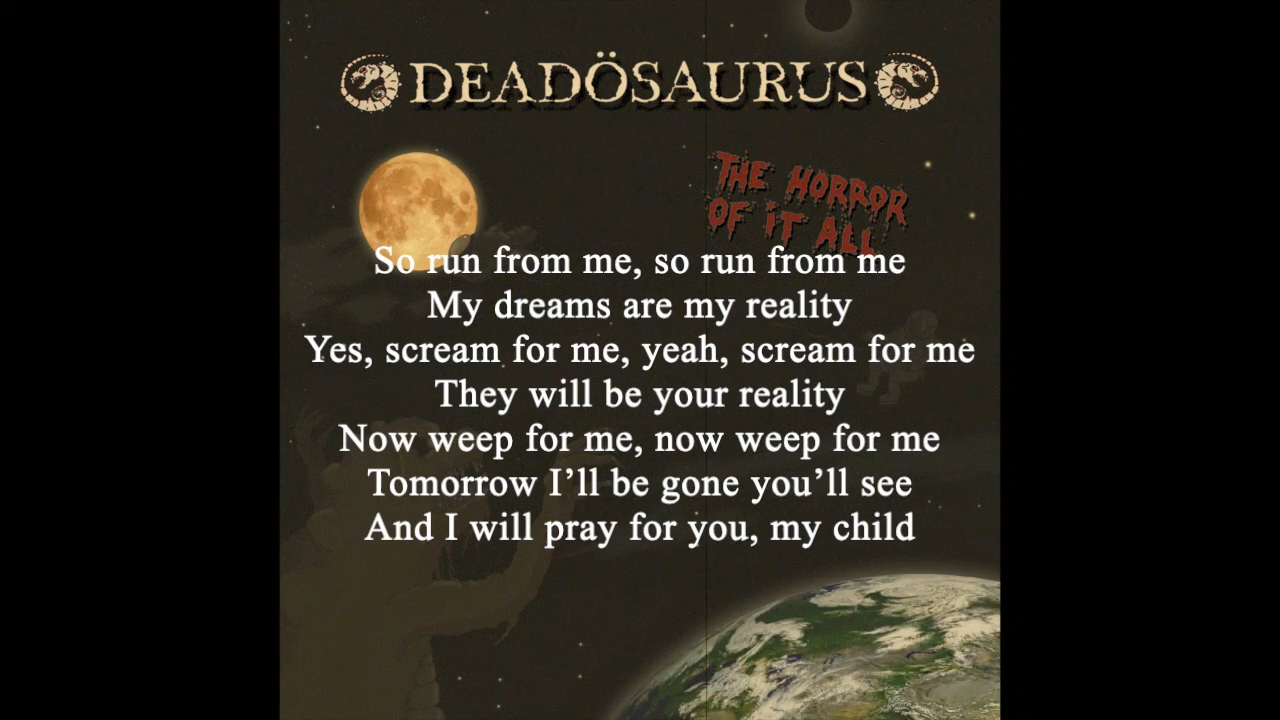 DEADÖSAURUS
THE HORROR
OF iT ALL
So run from me, so run from me
My dreams are my reality
Yes, scream for me, yeah, scream for me
They will be your reality
Now weep for me, now weep for me
Tomorrow I’ll be gone you’ll see
And I will pray for you, my child